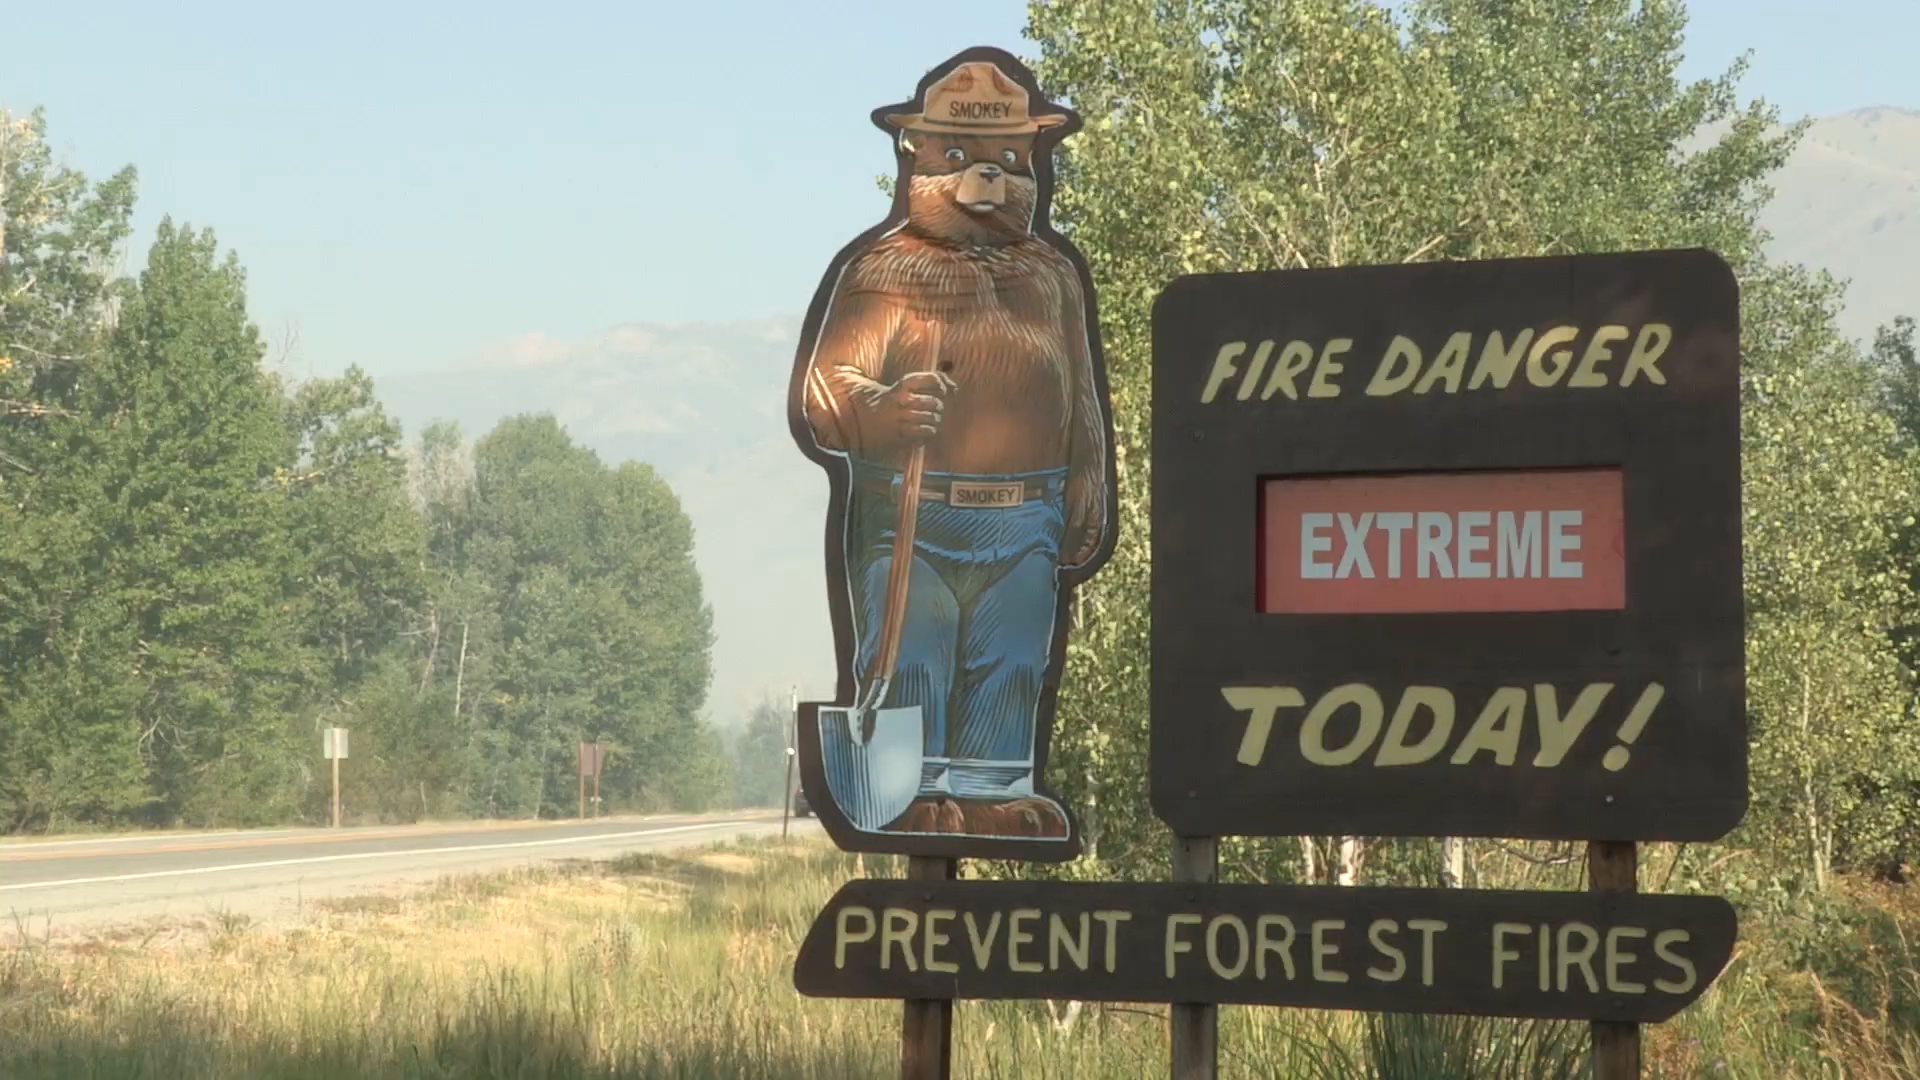 SMOKEY
SMOKEY
FIRE DANGER
EXTREME
TODAY!
PREVENT FOREST FIRES